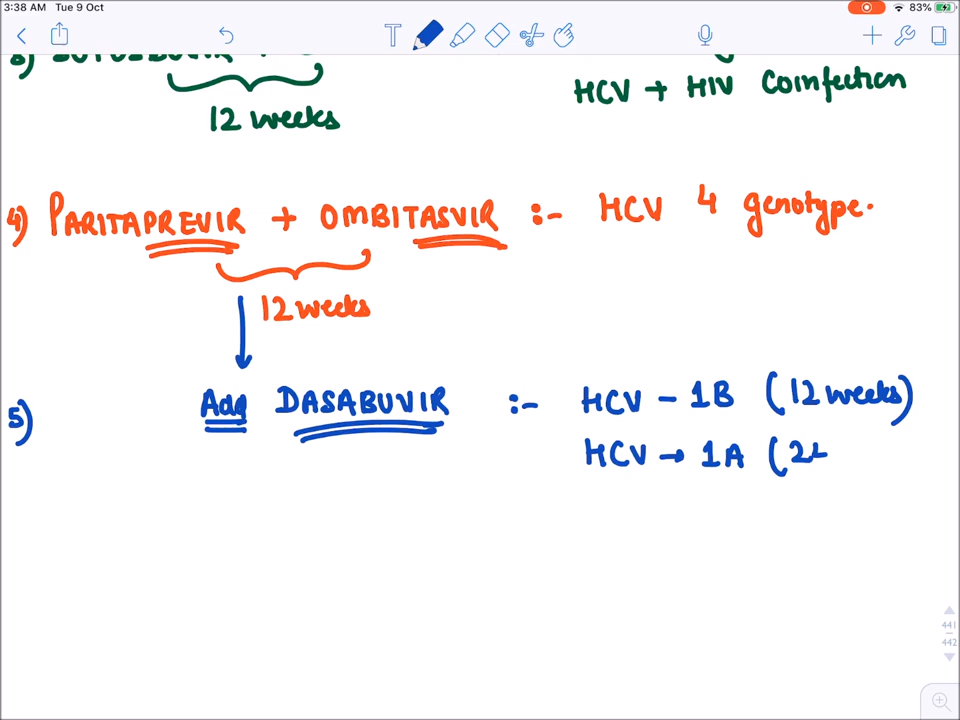 3:38 AM Tue 9 Oct 83%
T
HCV + HIV Coinfection
12 weeks
4) PARITAPREVIR + OMBITASVIR :- HCV 4 genotype.
12 weeks
5) Add DASABUVIR :- HCV - 1B (12 weeks)
HCV → 1A (24
441
442